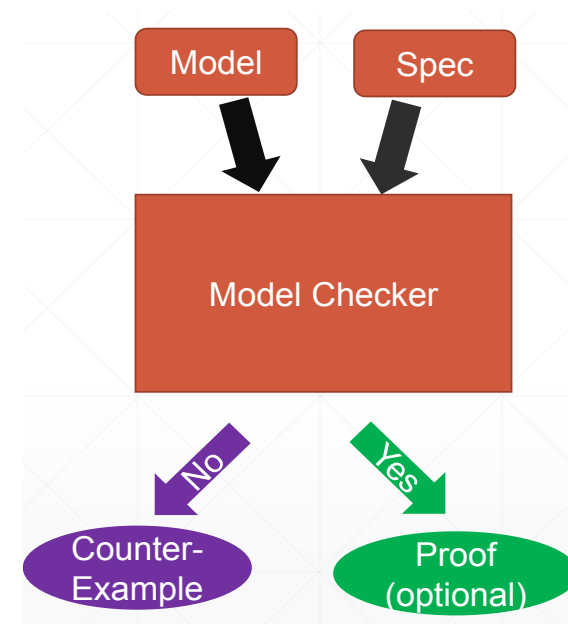 Model
Spec
Model Checker
No
Yes
Counter-
Example
Proof
(optional)